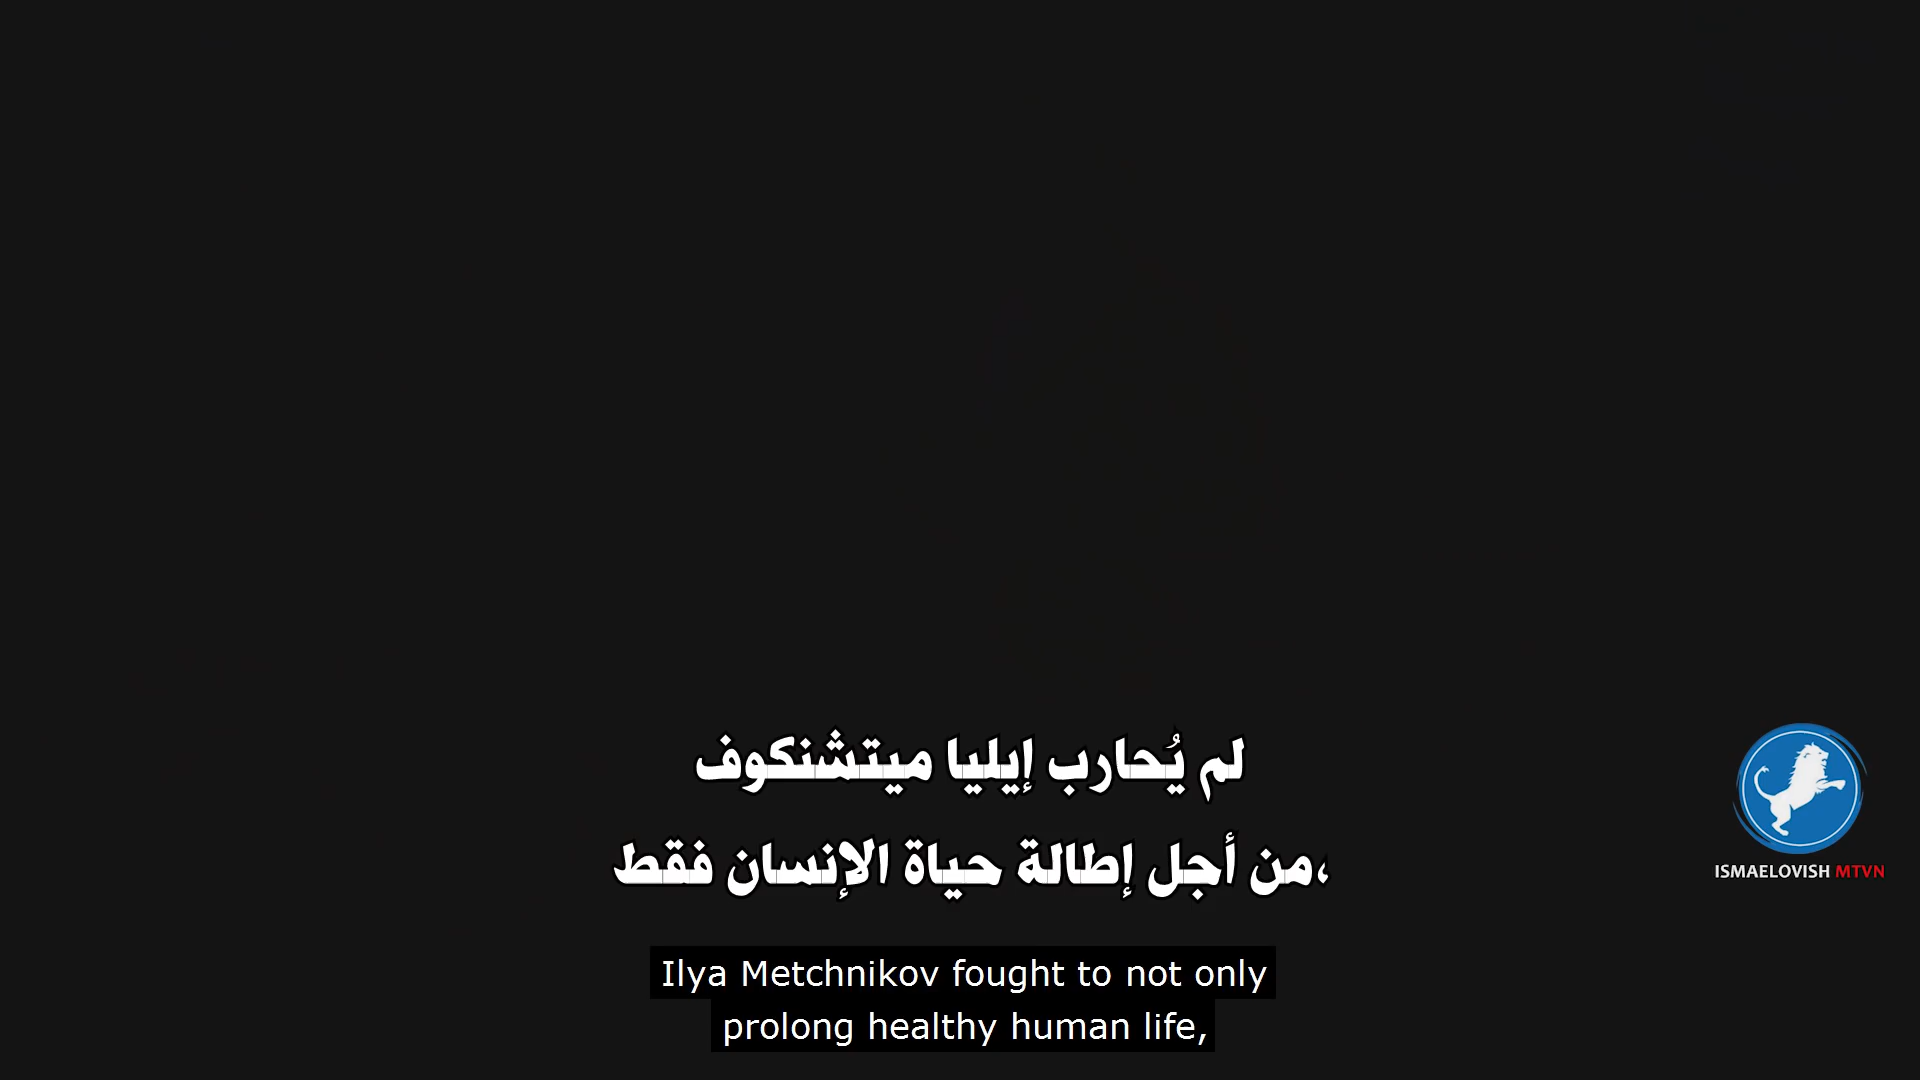 لم يُحارب إيليا ميتشنكوف
من أجل إطالة حياة الإنسان فقط،
ISMAELOVISH MTVN
Ilya Metchnikov fought to not only
prolong healthy human life,